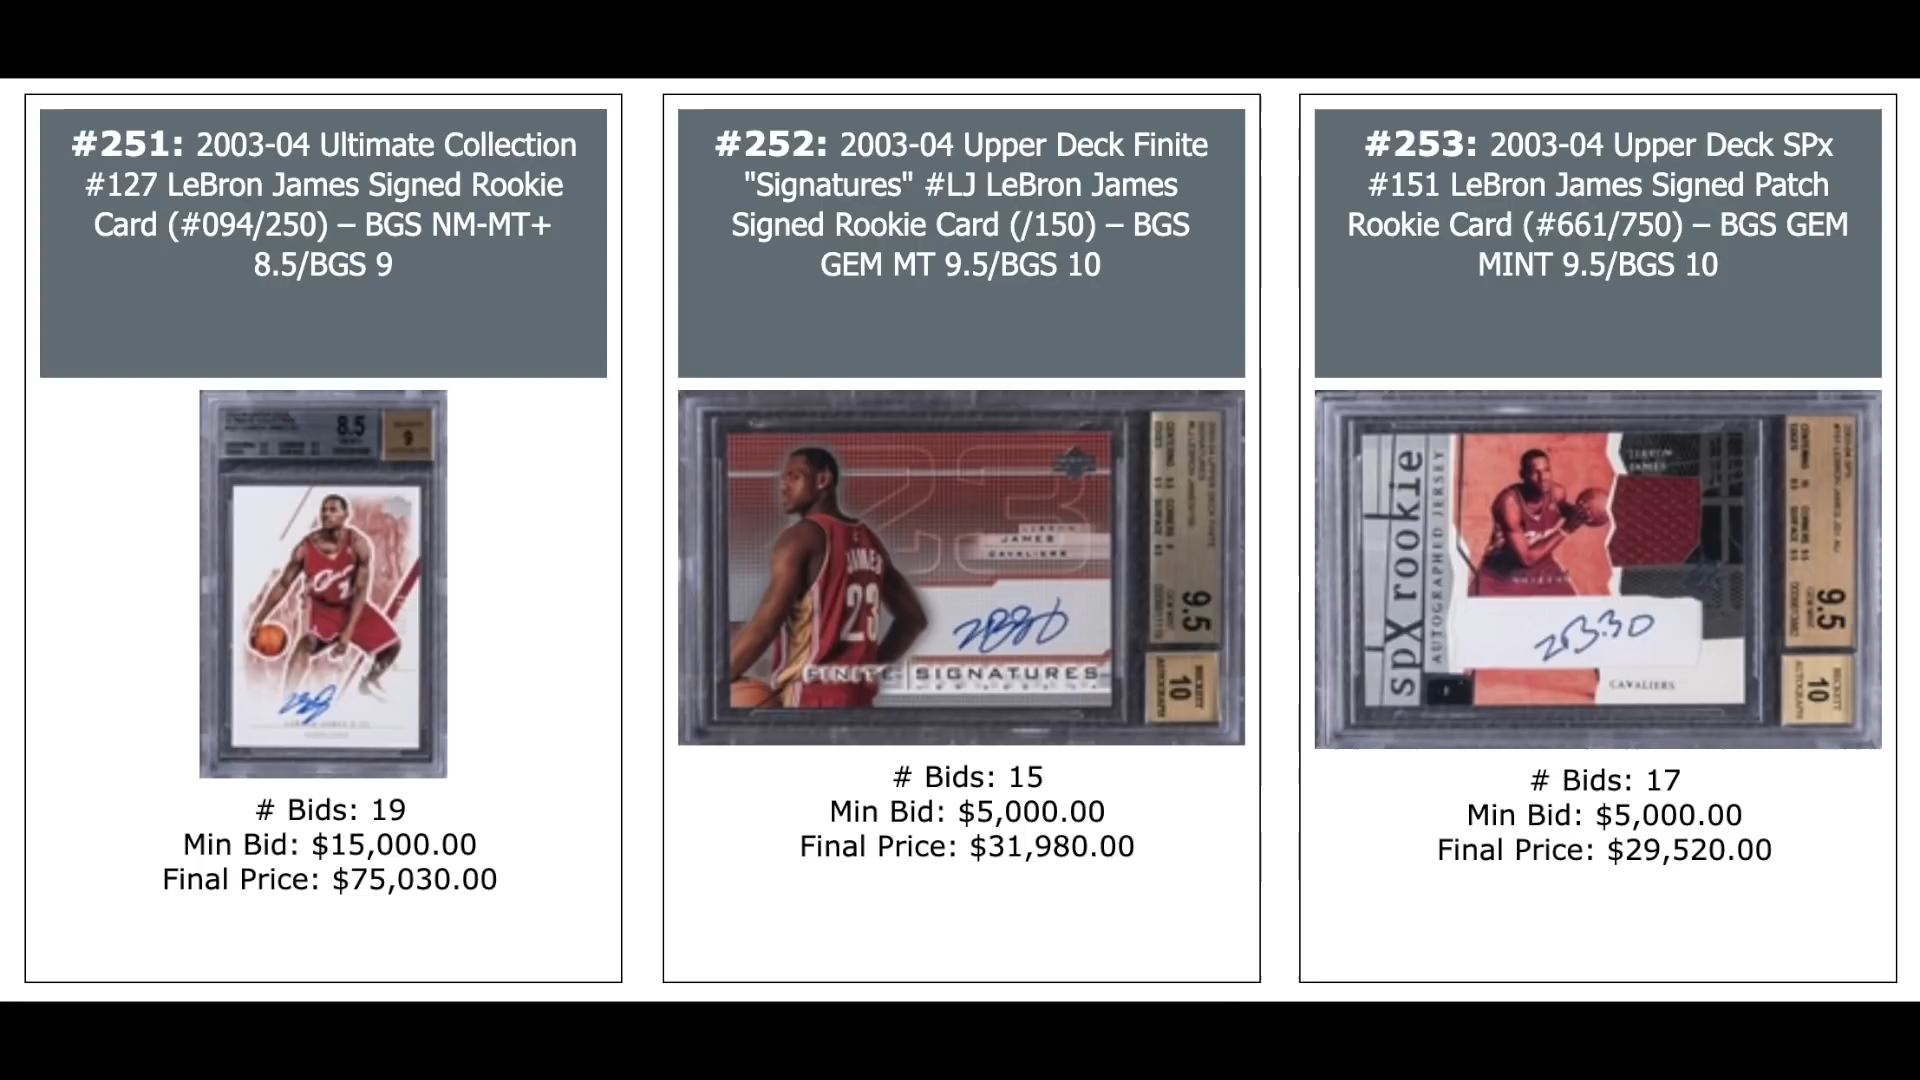 #251: 2003-04 Ultimate Collection
#127 LeBron James Signed Rookie
Card (#094/250) – BGS NM-MT+
8.5/BGS 9
8.5
9
# Bids: 19
Min Bid: $15,000.00
Final Price: $75,030.00
#252: 2003-04 Upper Deck Finite
"Signatures" #LJ LeBron James
Signed Rookie Card (/150) – BGS
GEM MT 9.5/BGS 10
23
LEBRON
JAMES
CAVALIERS
JAMES
23
FINITE SIGNATURES
9.5
10
# Bids: 15
Min Bid: $5,000.00
Final Price: $31,980.00
#253: 2003-04 Upper Deck SPx
#151 LeBron James Signed Patch
Rookie Card (#661/750) – BGS GEM
MINT 9.5/BGS 10
spx rookie
AUTOGRAPHED JERSEY
LEBRON
JAMES
CAVALIERS
9.5
10
# Bids: 17
Min Bid: $5,000.00
Final Price: $29,520.00